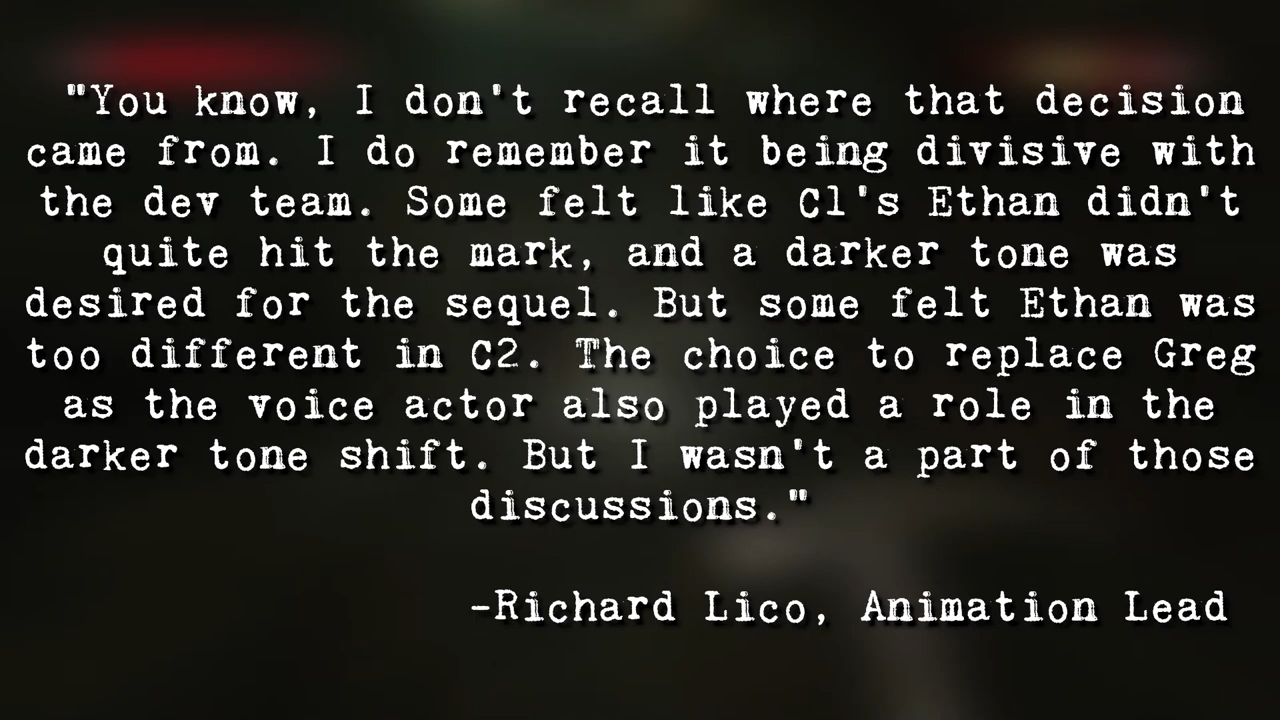 "You know, I don't recall where that decision
came from. I do remember it being divisive with
the dev team. Some felt like C1's Ethan didn't
quite hit the mark, and a darker tone was
desired for the sequel. But some felt Ethan was
too different in C2. The choice to replace Greg
as the voice actor also played a role in the
darker tone shift. But I wasn't a part of those
discussions."
-Richard Lico, Animation Lead